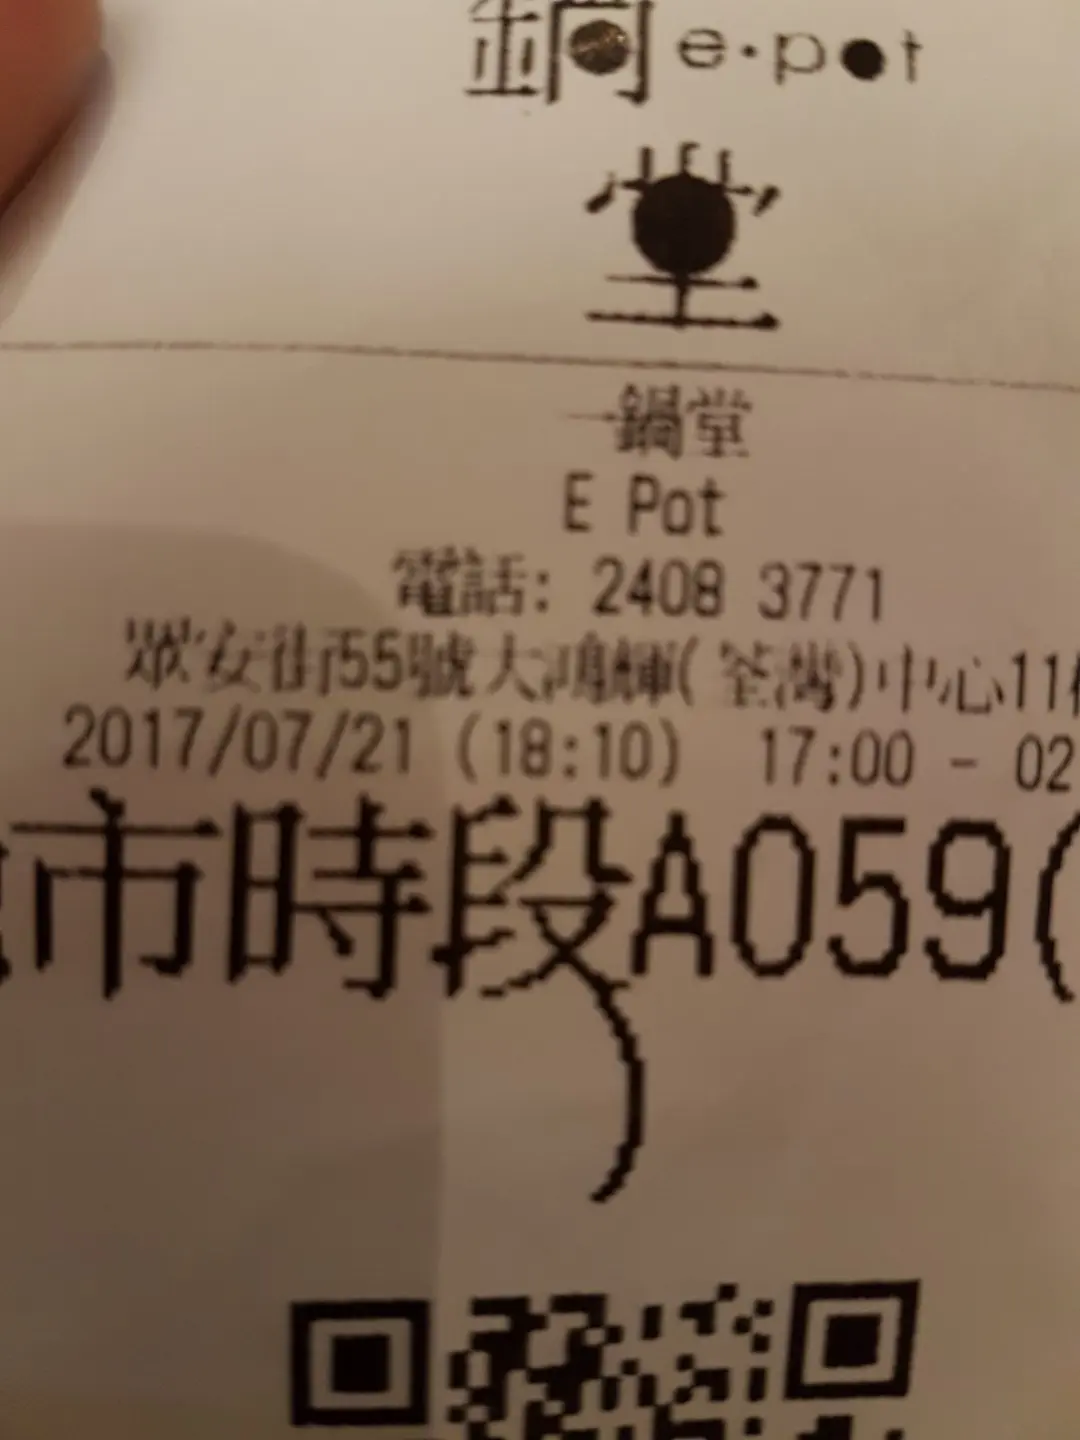 鍋 e·pot
堂
一鍋堂
E Pot
電話: 2408 3771
眾安街55號大鴻輝(荃灣)中心11
2017/07/21 (18:10) 17:00 - 02
市時段A059(
)